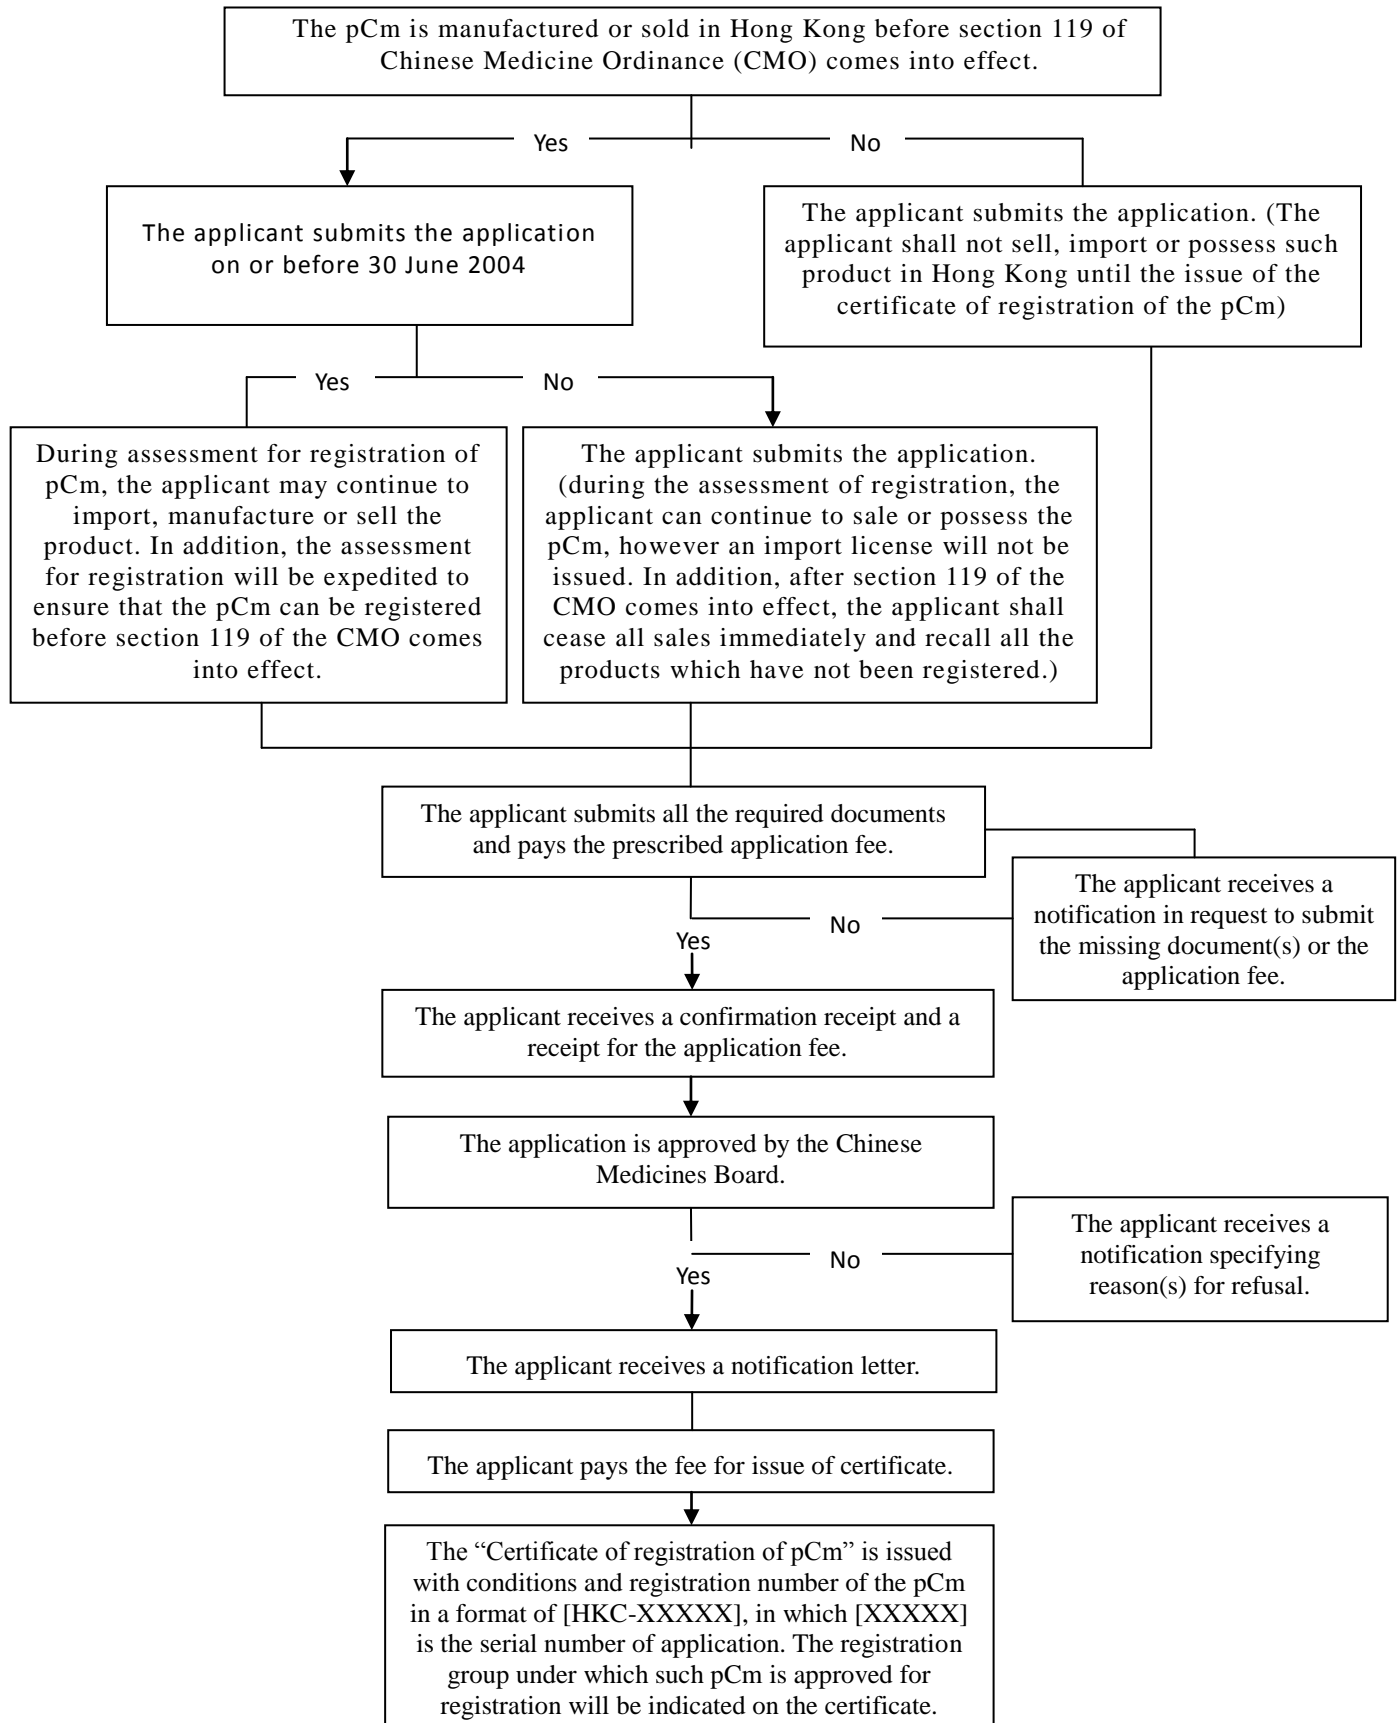 The pCm is manufactured or sold in Hong Kong before section 119 of
Chinese Medicine Ordinance (CMO) comes into effect.
Yes
No
The applicant submits the application
on or before 30 June 2004
The applicant submits the application. (The
applicant shall not sell, import or possess such
product in Hong Kong until the issue of the
certificate of registration of the pCm)
Yes
No
During assessment for registration of
pCm, the applicant may continue to
import, manufacture or sell the
product. In addition, the assessment
for registration will be expedited to
ensure that the pCm can be registered
before section 119 of the CMO comes
into effect.
The applicant submits the application.
(during the assessment of registration, the
applicant can continue to sale or possess the
pCm, however an import license will not be
issued. In addition, after section 119 of the
CMO comes into effect, the applicant shall
cease all sales immediately and recall all the
products which have not been registered.)
The applicant submits all the required documents
and pays the prescribed application fee.
The applicant receives a
notification in request to submit
the missing document(s) or the
application fee.
No
Yes
The applicant receives a confirmation receipt and a
receipt for the application fee.
The application is approved by the Chinese
Medicines Board.
The applicant receives a
notification specifying
reason(s) for refusal.
No
Yes
The applicant receives a notification letter.
The applicant pays the fee for issue of certificate.
The “Certificate of registration of pCm” is issued
with conditions and registration number of the pCm
in a format of [HKC-XXXXX], in which [XXXXX]
is the serial number of application. The registration
group under which such pCm is approved for
registration will be indicated on the certificate.